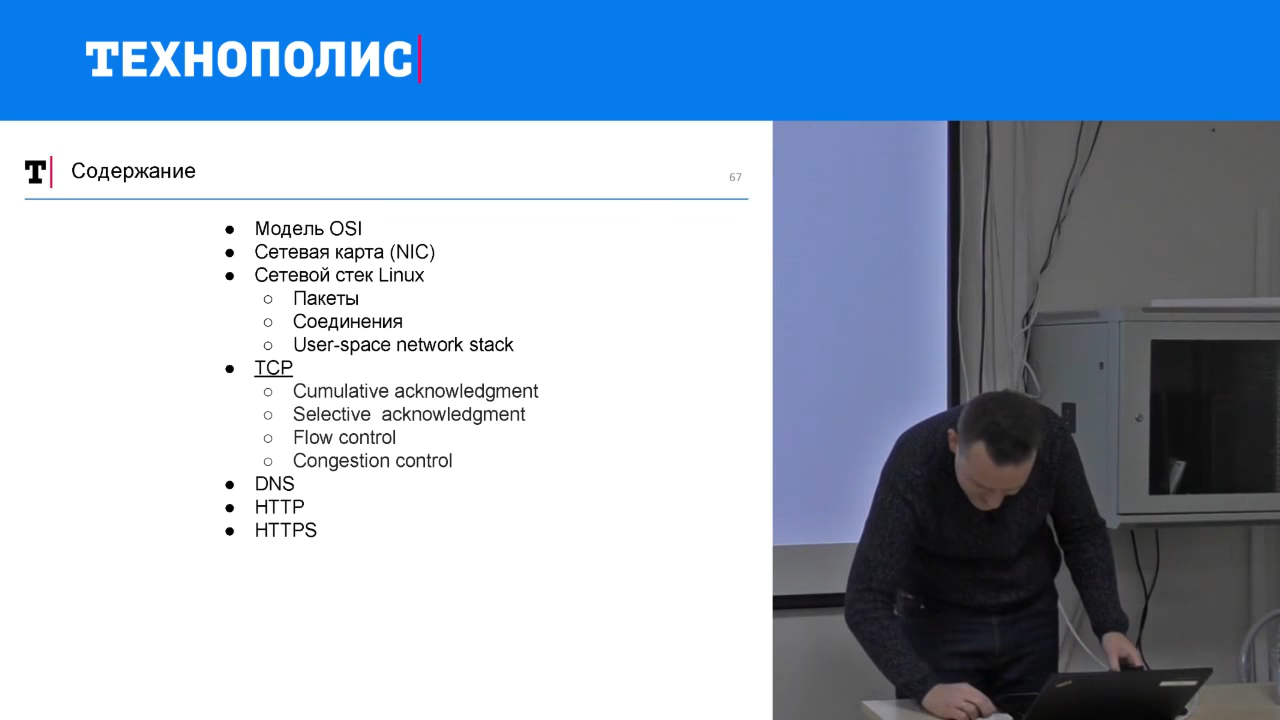 ТЕХНОПОЛИС
Т Содержание
67
● Модель OSI
● Сетевая карта (NIC)
● Сетевой стек Linux
○ Пакеты
○ Соединения
○ User-space network stack
● TCP
○ Cumulative acknowledgment
○ Selective acknowledgment
○ Flow control
○ Congestion control
● DNS
● HTTP
● HTTPS